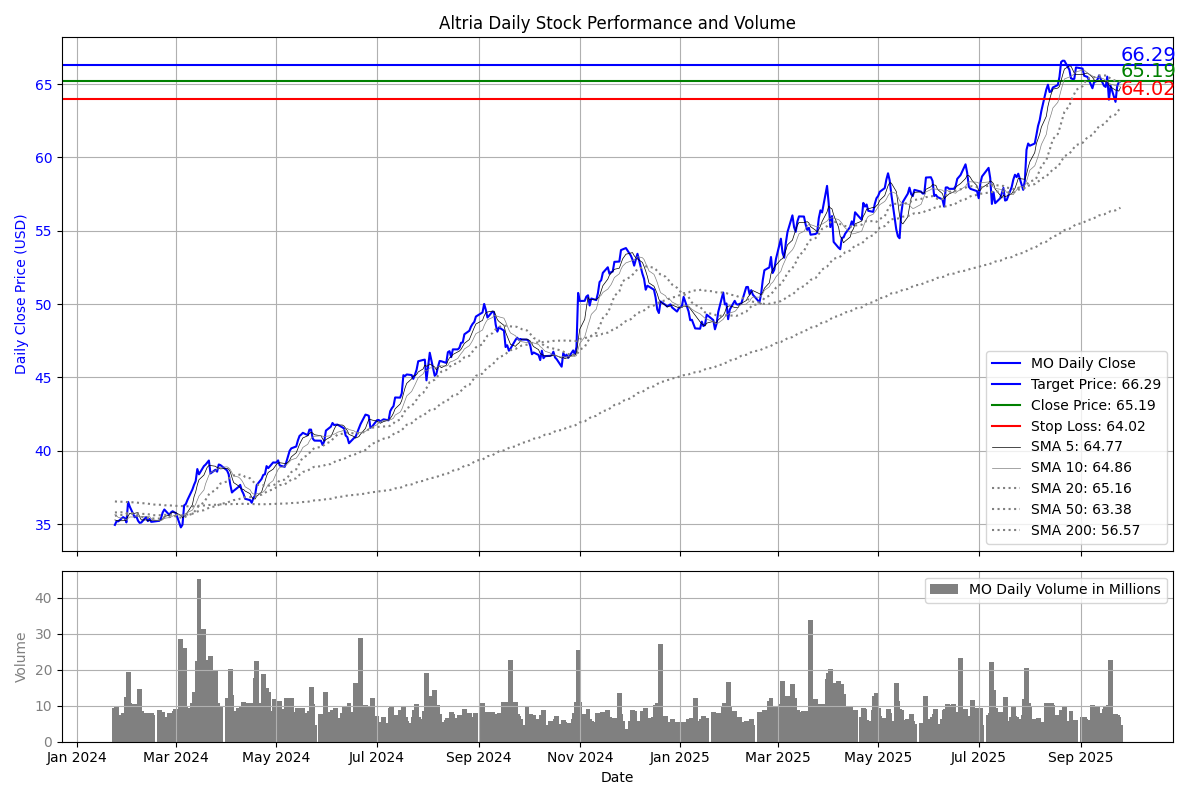 Altria Daily Stock Performance and Volume
66.29
65.19
64.02
65
60
55
50
45
40
35
Daily Close Price (USD)
MO Daily Close
Target Price: 66.29
Close Price: 65.19
Stop Loss: 64.02
SMA 5: 64.77
SMA 10: 64.86
SMA 20: 65.16
SMA 50: 63.38
SMA 200: 56.57
MO Daily Volume in Millions
40
30
20
10
0
Volume
Jan 2024 Mar 2024 May 2024 Jul 2024 Sep 2024 Nov 2024 Jan 2025 Mar 2025 May 2025 Jul 2025 Sep 2025
Date